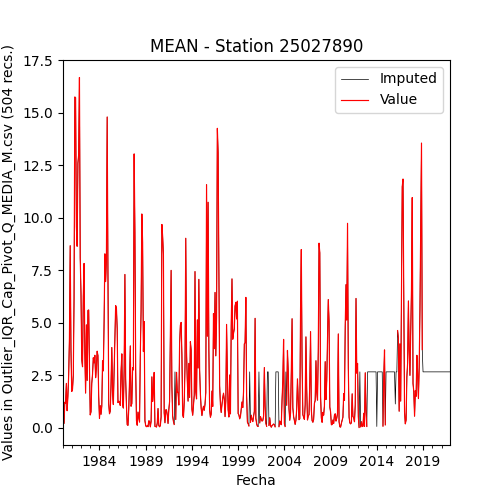 MEAN - Station 25027890
Values in Outlier_IQR_Cap_Pivot_Q_MEDIA_M.csv (504 recs.)
17.5
15.0
12.5
10.0
7.5
5.0
2.5
0.0
Imputed
Value
1984 1989 1994 1999 2004 2009 2014 2019
Fecha